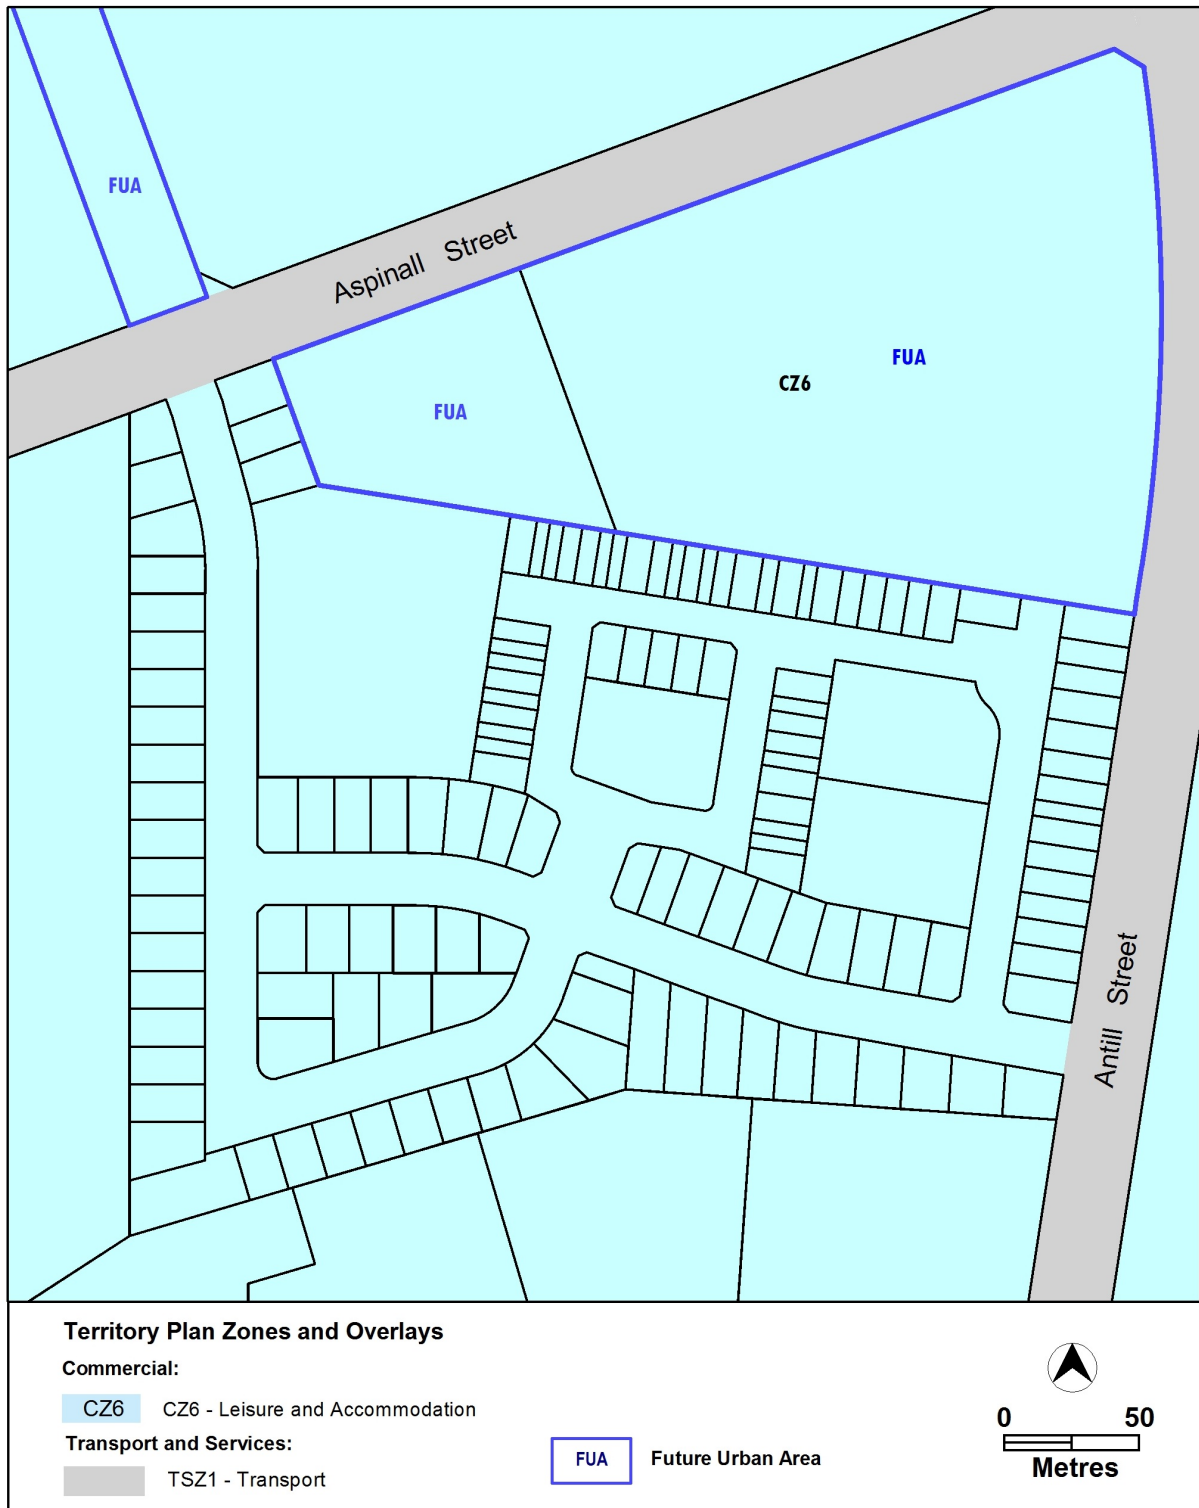 FUA
Aspinall Street
FUA
CZ6
FUA
Antill Street
Territory Plan Zones and Overlays
Commercial:
CZ6 CZ6 - Leisure and Accommodation
Transport and Services:
TSZ1 - Transport
FUA Future Urban Area
0 50
Metres